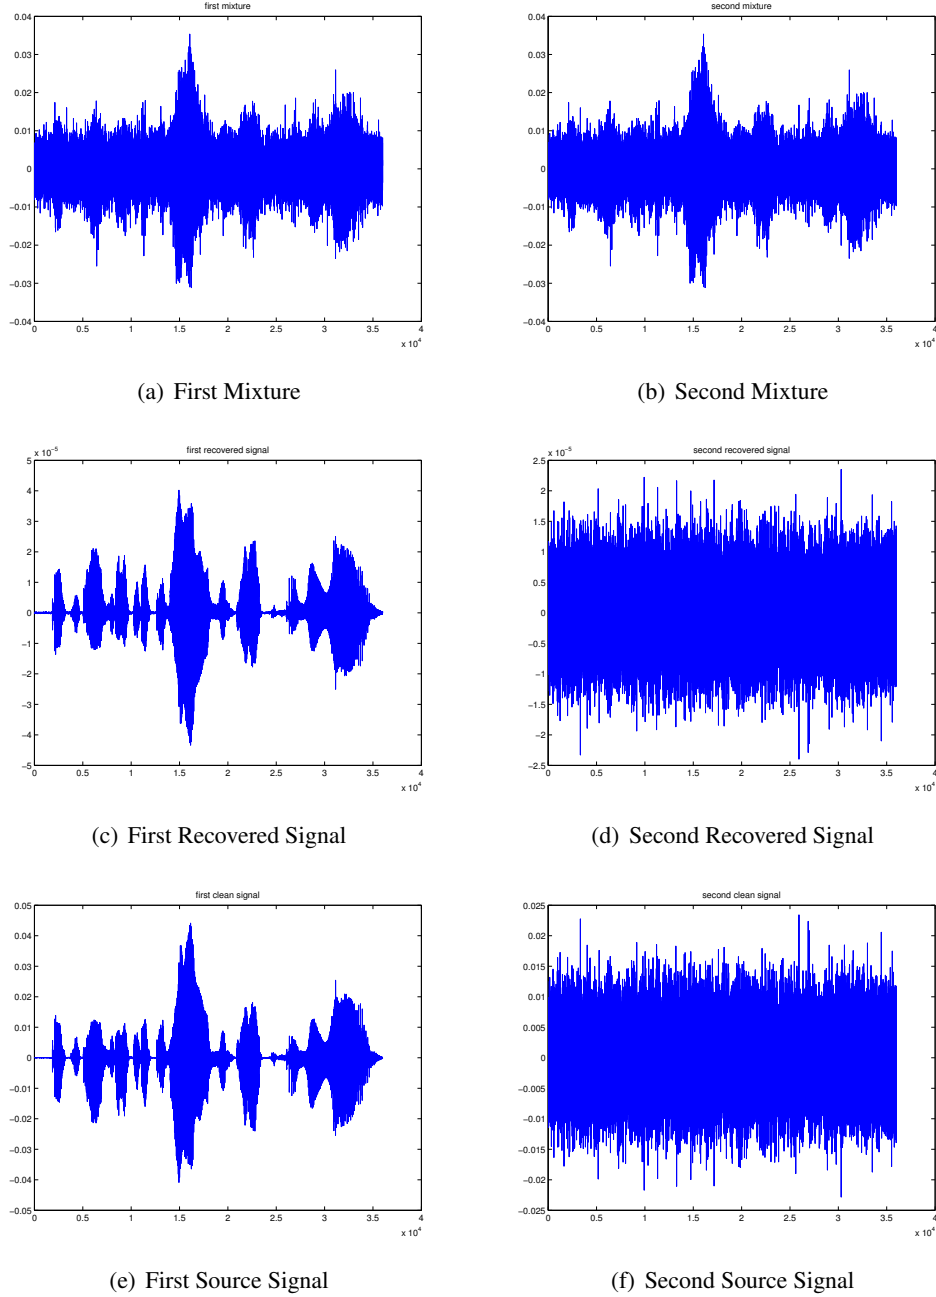 first mixture
second mixture
0.04
0.03
0.02
0.01
0
−0.01
−0.02
−0.03
−0.04
0 0.5 1 1.5 2 2.5 3 3.5 4
x 10^4
0.04
0.03
0.02
0.01
0
−0.01
−0.02
−0.03
−0.04
0 0.5 1 1.5 2 2.5 3 3.5 4
x 10^4
(a) First Mixture
(b) Second Mixture
x 10^−5
first recovered signal
5
4
3
2
1
0
−1
−2
−3
−4
−5
0 0.5 1 1.5 2 2.5 3 3.5 4
x 10^4
x 10^−5
second recovered signal
2.5
2
1.5
1
0.5
0
−0.5
−1
−1.5
−2
−2.5
0 0.5 1 1.5 2 2.5 3 3.5 4
x 10^4
(c) First Recovered Signal
(d) Second Recovered Signal
first clean signal
0.05
0.04
0.03
0.02
0.01
0
−0.01
−0.02
−0.03
−0.04
−0.05
0 0.5 1 1.5 2 2.5 3 3.5 4
x 10^4
second clean signal
0.025
0.02
0.015
0.01
0.005
0
−0.005
−0.01
−0.015
−0.02
−0.025
0 0.5 1 1.5 2 2.5 3 3.5 4
x 10^4
(e) First Source Signal
(f) Second Source Signal